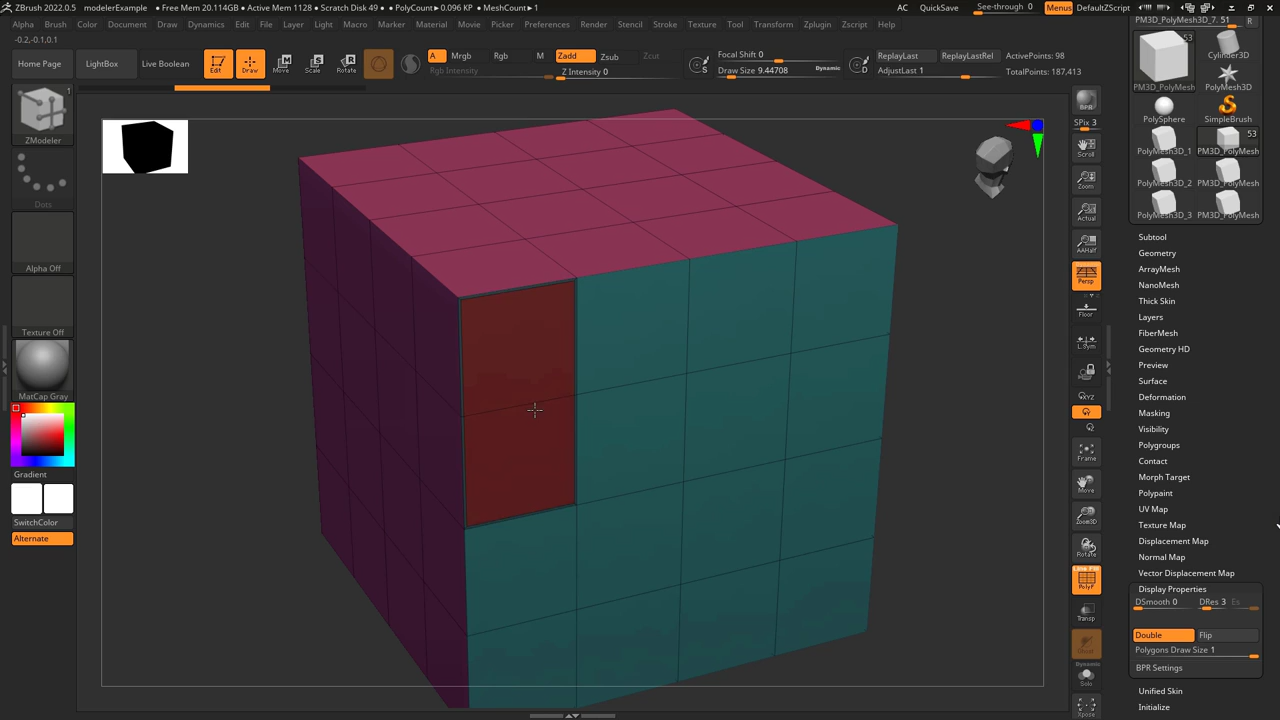 ZBrush 2022.0.5 modelerExample • Free Mem 20.114GB • Active Mem 1128 • Scratch Disk 49 • PolyCount▸0.096 KP • MeshCount▸1
AC QuickSave See-through 0 Menus DefaultZScript
Alpha Brush Color Document Draw Dynamics Edit File Layer Light Macro Marker Material Movie Picker Preferences Render Stencil Stroke Texture Tool Transform Zplugin Zscript Help
-0.2,-0.1,0.1
Home Page LightBox Live Boolean
Edit Draw Move Scale Rotate
A Mrgb Rgb M Zadd Zsub Zcut
Rgb Intensity Z Intensity 0
S Focal Shift 0
Draw Size 9.44708 Dynamic
D ReplayLast ReplayLastRel
AdjustLast 1
ActivePoints: 98
TotalPoints: 187,413
1
ZModeler
Dots
Alpha Off
Texture Off
MatCap Gray
Gradient
SwitchColor
Alternate
BPR
SPix 3
Scroll
Zoom
Actual
AAHalf
Persp
Floor
L.Sym
XYZ
Y
Z
Frame
Move
Zoom3D
Rotate
Line Fill
PolyF
Transp
Ghost
Dynamic
Solo
Xpose
PM3D_PolyMesh3D_7. 51 R
53
PM3D_PolyMesh
Cylinder3D
PolyMesh3D
PolySphere SimpleBrush
53
PolyMesh3D_1 PM3D_PolyMesh
PolyMesh3D_2 PM3D_PolyMesh
PolyMesh3D_3 PM3D_PolyMesh
Subtool
Geometry
ArrayMesh
NanoMesh
Thick Skin
Layers
FiberMesh
Geometry HD
Preview
Surface
Deformation
Masking
Visibility
Polygroups
Contact
Morph Target
Polypaint
UV Map
Texture Map
Displacement Map
Normal Map
Vector Displacement Map
Display Properties
DSmooth 0 DRes 3 Es
Double Flip
Polygons Draw Size 1
BPR Settings
Unified Skin
Initialize